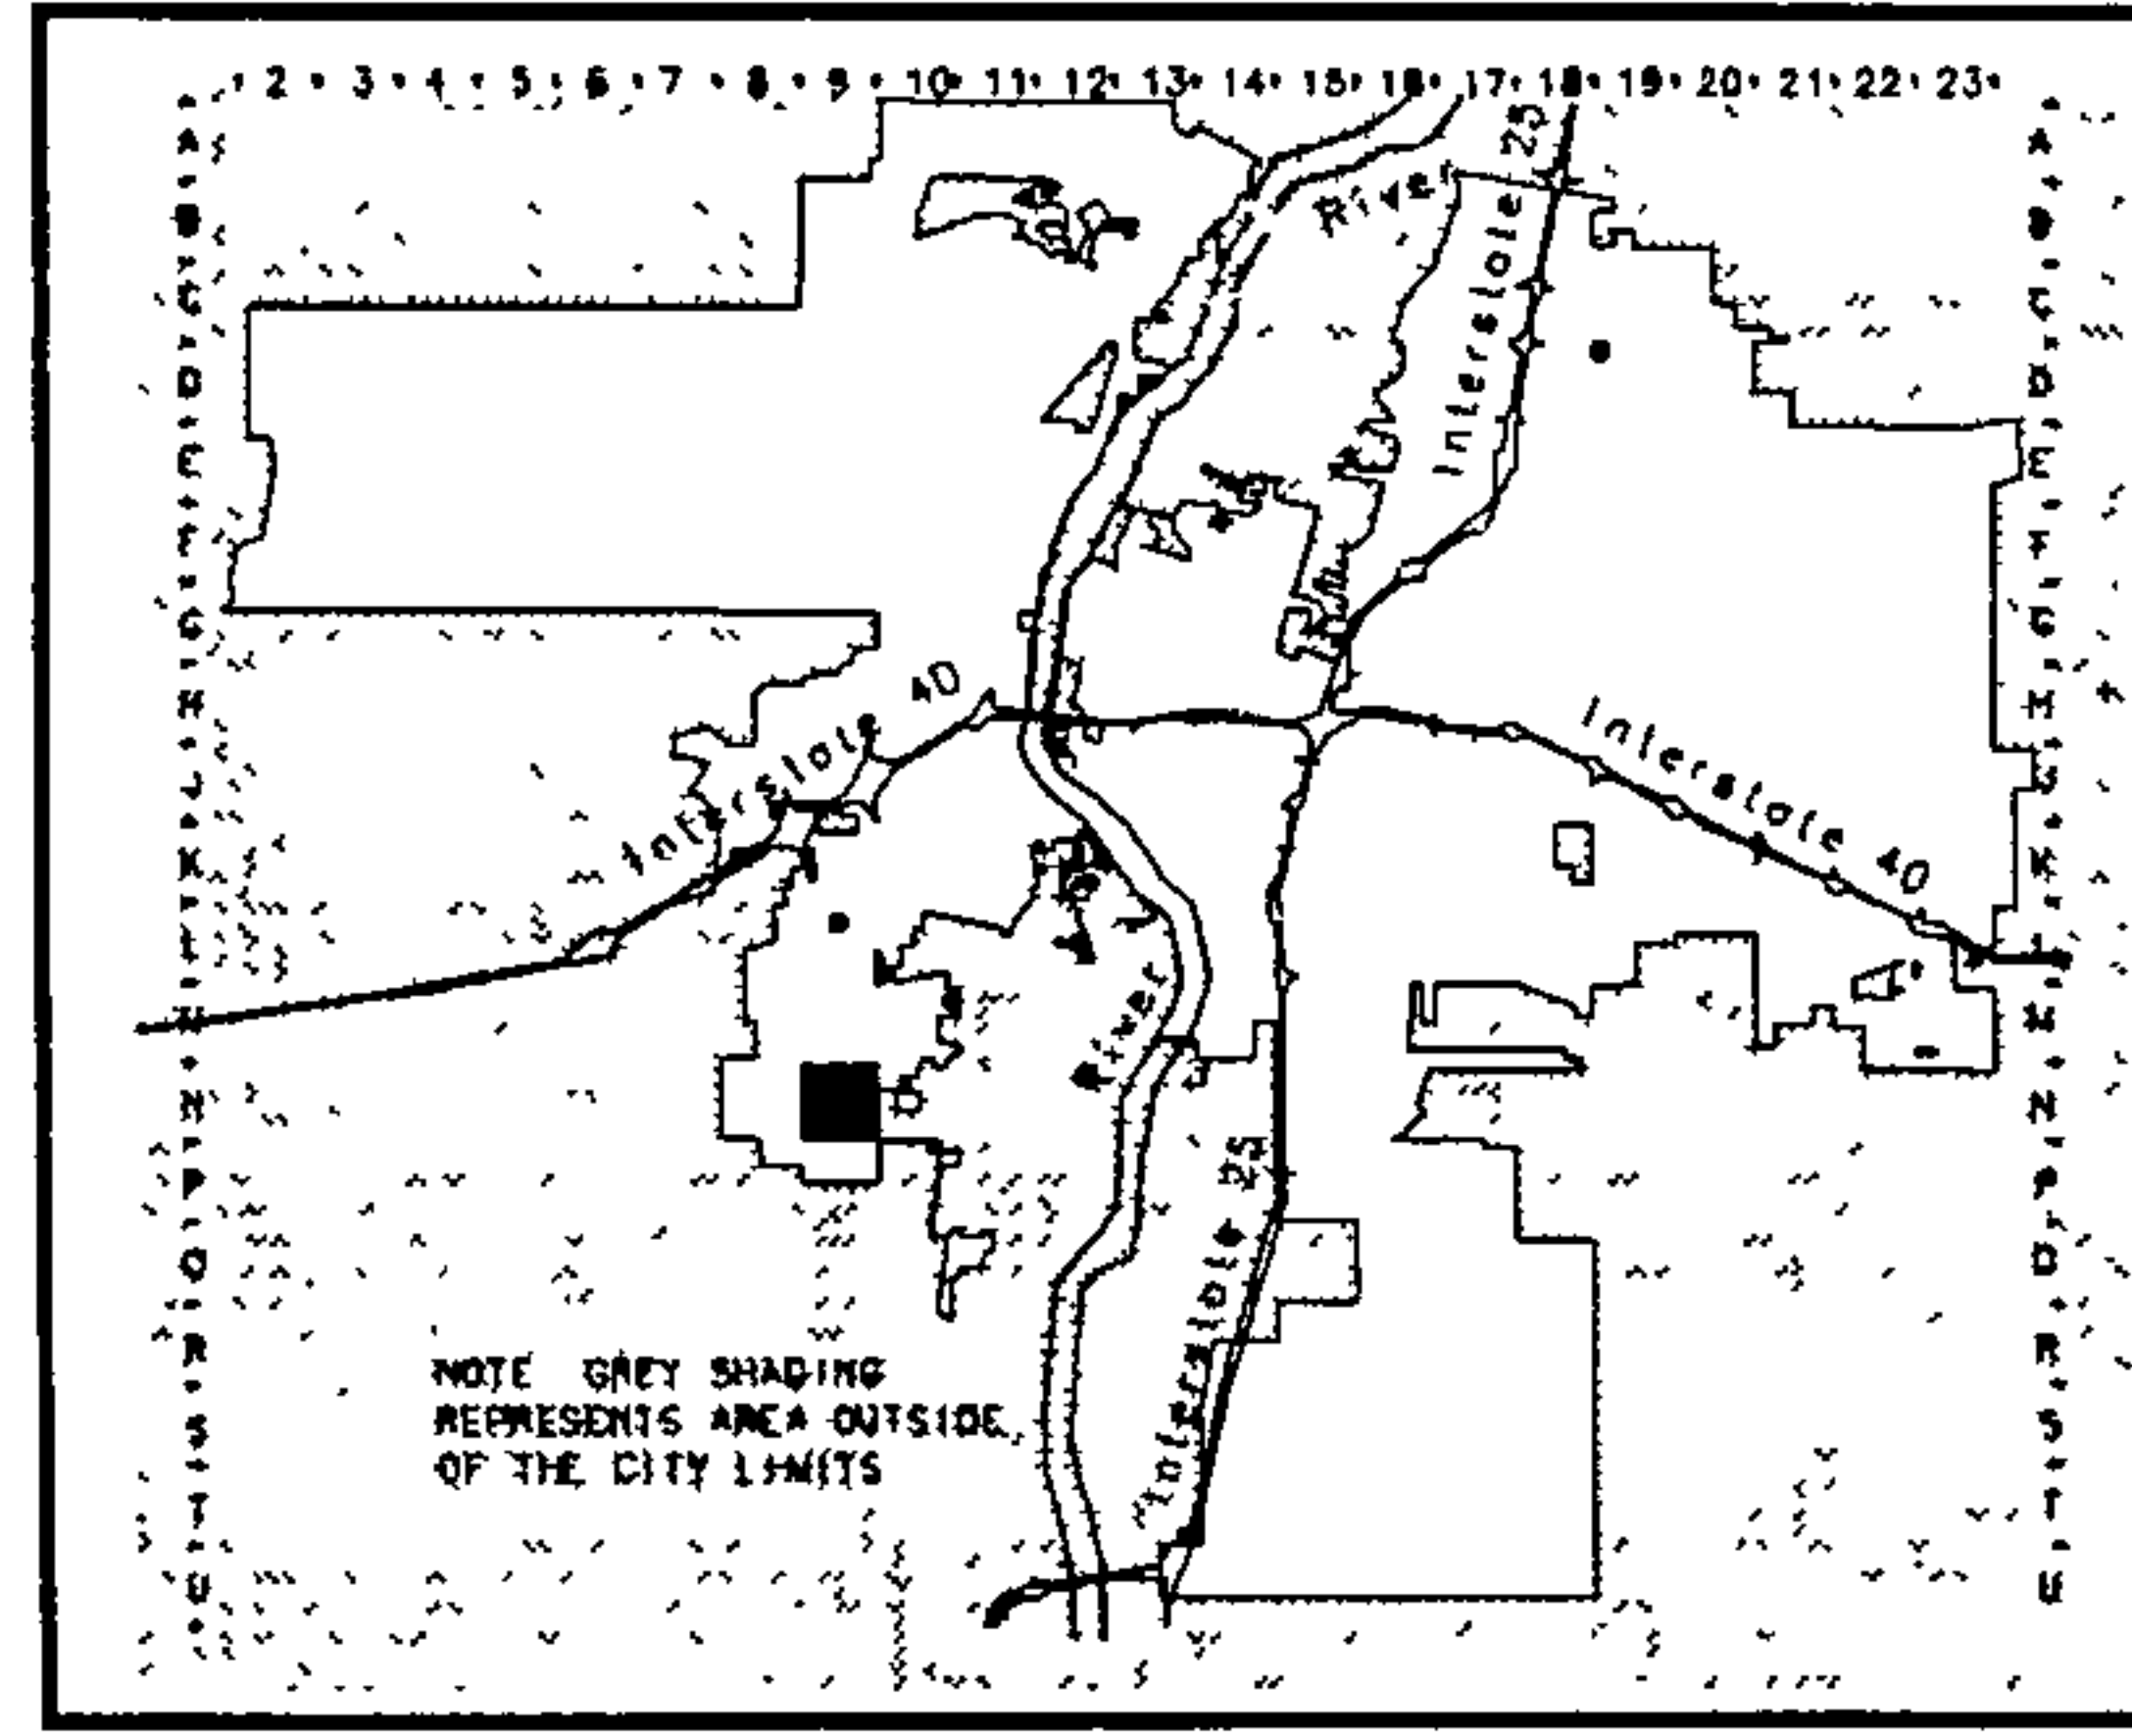 2 3 4 5 6 7 8 9 10 11 12 13 14 15 16 17 18 19 20 21 22 23
A A
B B
C C
D D
E E
F F
G G
H H
J J
K K
L L
M M
N N
P P
Q Q
R R
S S
T T
U U
River
Interstate 25
Interstate 40
Interstate 40
River
Interstate 25
NOTE GREY SHADING
REPRESENTS AREA OUTSIDE
OF THE CITY LIMITS